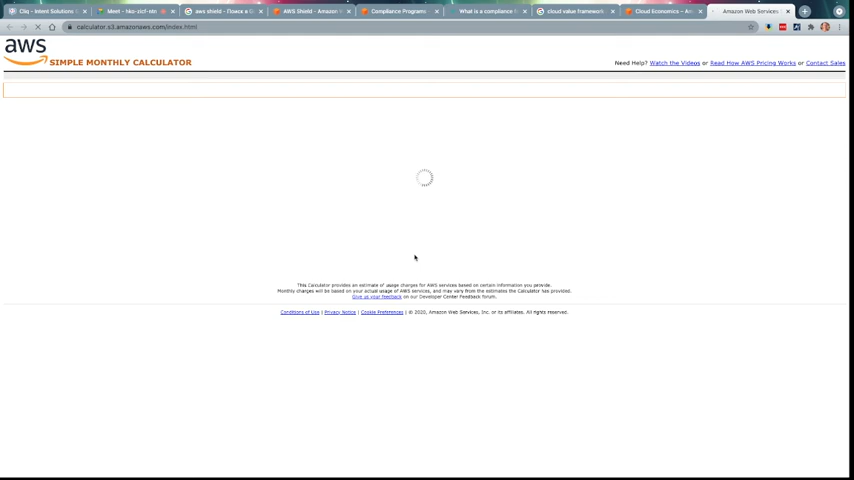 Cliq - Intent Solutions S
Meet - hko-zicf-xtn
aws shield - Поиск в G
AWS Shield - Amazon
Compliance Programs
What is a compliance
cloud value framework
Cloud Economics – Am
Amazon Web Services
calculator.s3.amazonaws.com/index.html
aws
SIMPLE MONTHLY CALCULATOR
Need Help? Watch the Videos or Read How AWS Pricing Works or Contact Sales
This Calculator provides an estimate of usage charges for AWS services based on certain information you provide.
Monthly charges will be based on your actual usage of AWS services, and may vary from the estimates the Calculator has provided.
Give us your feedback on our Developer Center Feedback forum.
Conditions of Use | Privacy Notice | Cookie Preferences | © 2020, Amazon Web Services, Inc. or its affiliates. All rights reserved.